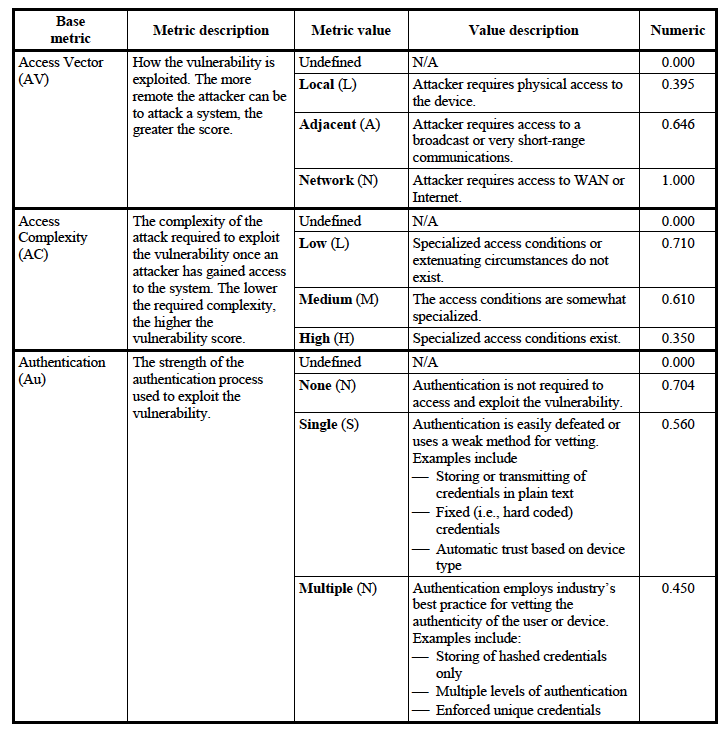 Base
metric
Metric description
Metric value
Value description
Numeric
Access Vector
(AV)
How the vulnerability is
exploited. The more
remote the attacker can be
to attack a system, the
greater the score.
Undefined
N/A
0.000
Local (L)
Attacker requires physical access to
the device.
0.395
Adjacent (A)
Attacker requires access to a
broadcast or very short-range
communications.
0.646
Network (N)
Attacker requires access to WAN or
Internet.
1.000
Access
Complexity
(AC)
The complexity of the
attack required to exploit
the vulnerability once an
attacker has gained access
to the system. The lower
the required complexity,
the higher the
vulnerability score.
Undefined
N/A
0.000
Low (L)
Specialized access conditions or
extenuating circumstances do not
exist.
0.710
Medium (M)
The access conditions are somewhat
specialized.
0.610
High (H)
Specialized access conditions exist.
0.350
Authentication
(Au)
The strength of the
authentication process
used to exploit the
vulnerability.
Undefined
N/A
0.000
None (N)
Authentication is not required to
access and exploit the vulnerability.
0.704
Single (S)
Authentication is easily defeated or
uses a weak method for vetting.
Examples include
— Storing or transmitting of
credentials in plain text
— Fixed (i.e., hard coded)
credentials
— Automatic trust based on device
type
0.560
Multiple (N)
Authentication employs industry's
best practice for vetting the
authenticity of the user or device.
Examples include:
— Storing of hashed credentials
only
— Multiple levels of authentication
— Enforced unique credentials
0.450